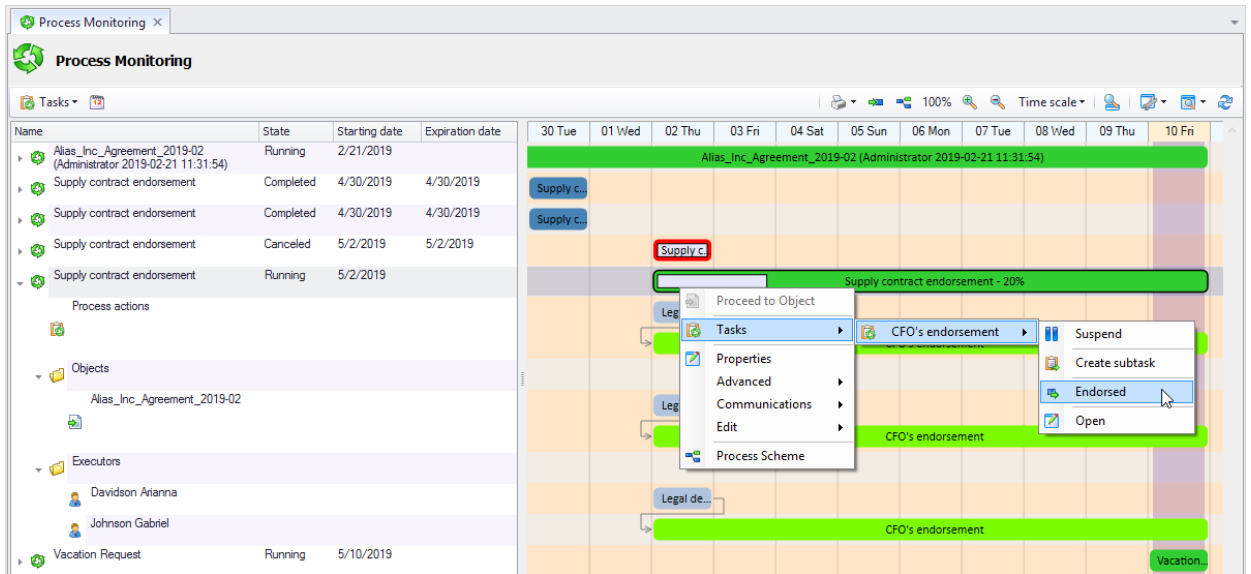 Process Monitoring
Process Monitoring
Tasks
12
100%
Time scale
Name State Starting date Expiration date 30 Tue 01 Wed 02 Thu 03 Fri 04 Sat 05 Sun 06 Mon 07 Tue 08 Wed 09 Thu 10 Fri
Alias_Inc_Agreement_2019-02 Running 2/21/2019
(Administrator 2019-02-21 11:31:54)
Alias_Inc_Agreement_2019-02 (Administrator 2019-02-21 11:31:54)
Supply contract endorsement Completed 4/30/2019 4/30/2019 Supply c...
Supply contract endorsement Completed 4/30/2019 4/30/2019 Supply c...
Supply contract endorsement Canceled 5/2/2019 5/2/2019 Supply c...
Supply contract endorsement Running 5/2/2019 Supply contract endorsement - 20%
Process actions
Leg
CFO's endorsement
Objects
Alias_Inc_Agreement_2019-02
Leg
CFO's endorsement
Executors
Davidson Arianna
Legal de...
Johnson Gabriel
CFO's endorsement
Vacation Request Running 5/10/2019 Vacation...
Proceed to Object
Tasks
Properties
Advanced
Communications
Edit
Process Scheme
CFO's endorsement
Suspend
Create subtask
Endorsed
Open